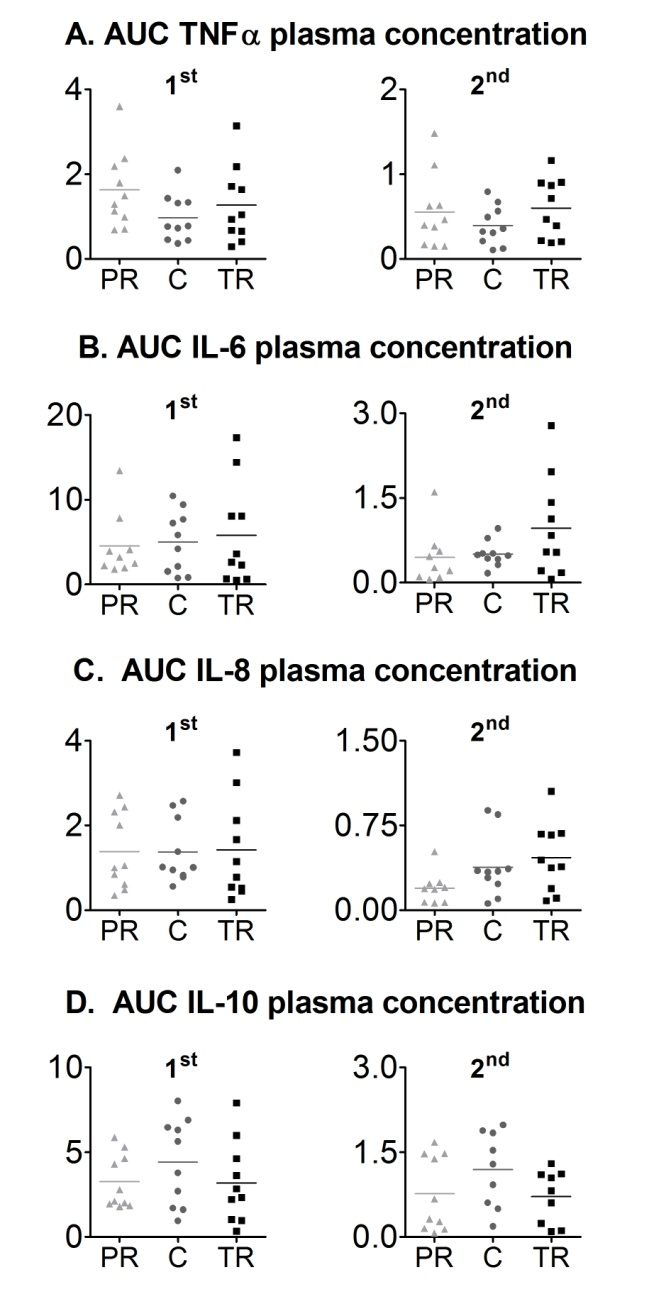 A. AUC TNFα plasma concentration
1st 2nd
4 2
2 1
0 0
PR C TR PR C TR
B. AUC IL-6 plasma concentration
1st 2nd
20 3.0
10 1.5
0 0.0
PR C TR PR C TR
C. AUC IL-8 plasma concentration
1st 2nd
4 1.50
2 0.75
0 0.00
PR C TR PR C TR
D. AUC IL-10 plasma concentration
1st 2nd
10 3.0
5 1.5
0 0.0
PR C TR PR C TR